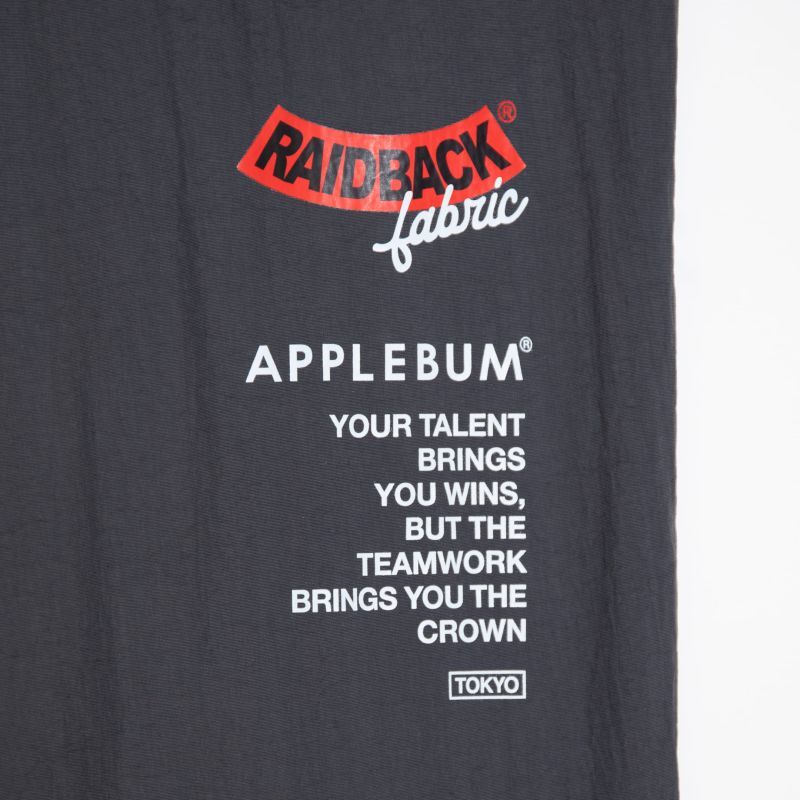 RAIDBACK®
fabric
APPLEBUM®
YOUR TALENT
BRINGS
YOU WINS,
BUT THE
TEAMWORK
BRINGS YOU THE
CROWN
TOKYO